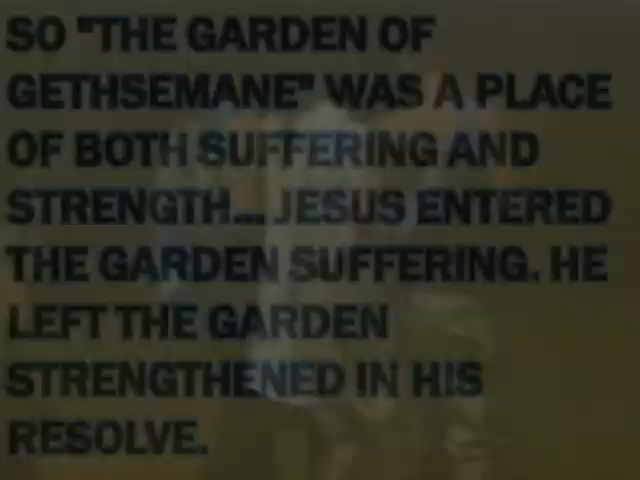 SO "THE GARDEN OF
GETHSEMANE" WAS A PLACE
OF BOTH SUFFERING AND
STRENGTH... JESUS ENTERED
THE GARDEN SUFFERING. HE
LEFT THE GARDEN
STRENGTHENED IN HIS
RESOLVE.